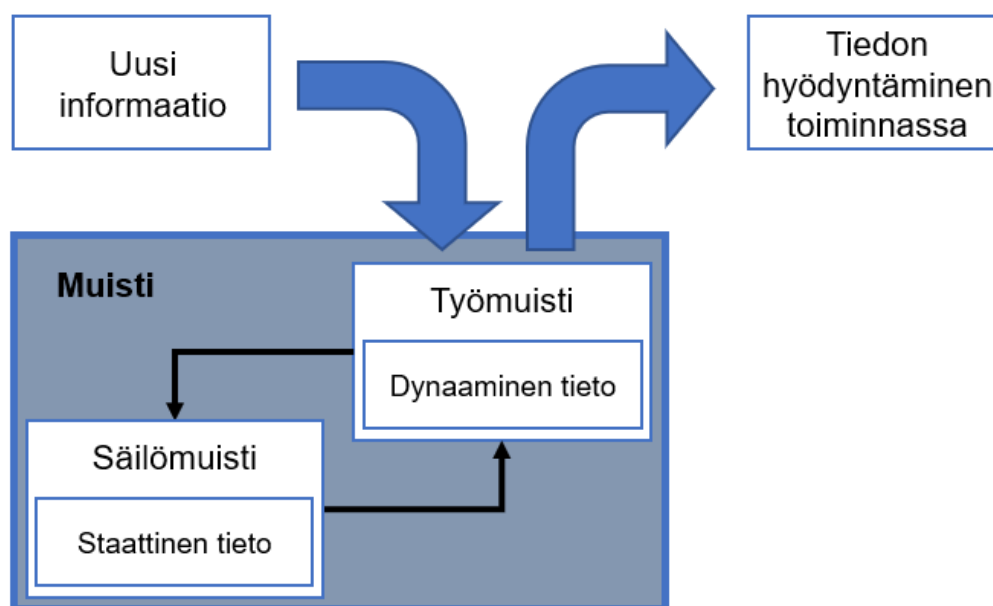 Uusi
informaatio
Tiedon
hyödyntäminen
toiminnassa
Muisti
Työmuisti
Dynaaminen tieto
Säilömuisti
Staattinen tieto